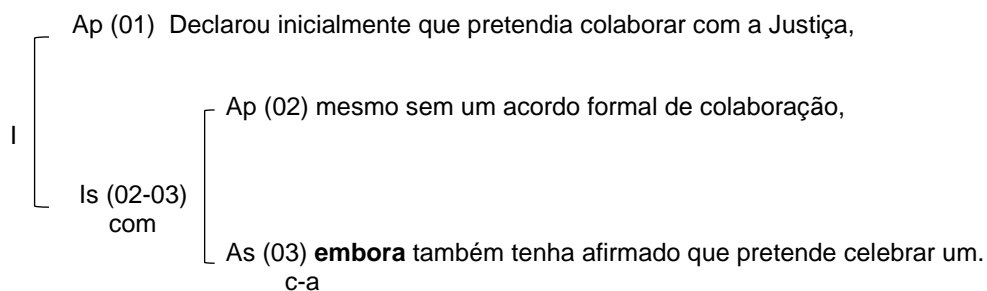 Ap (01) Declarou inicialmente que pretendia colaborar com a Justiça,
Ap (02) mesmo sem um acordo formal de colaboração,
I
Is (02-03)
com
As (03) embora também tenha afirmado que pretende celebrar um.
c-a